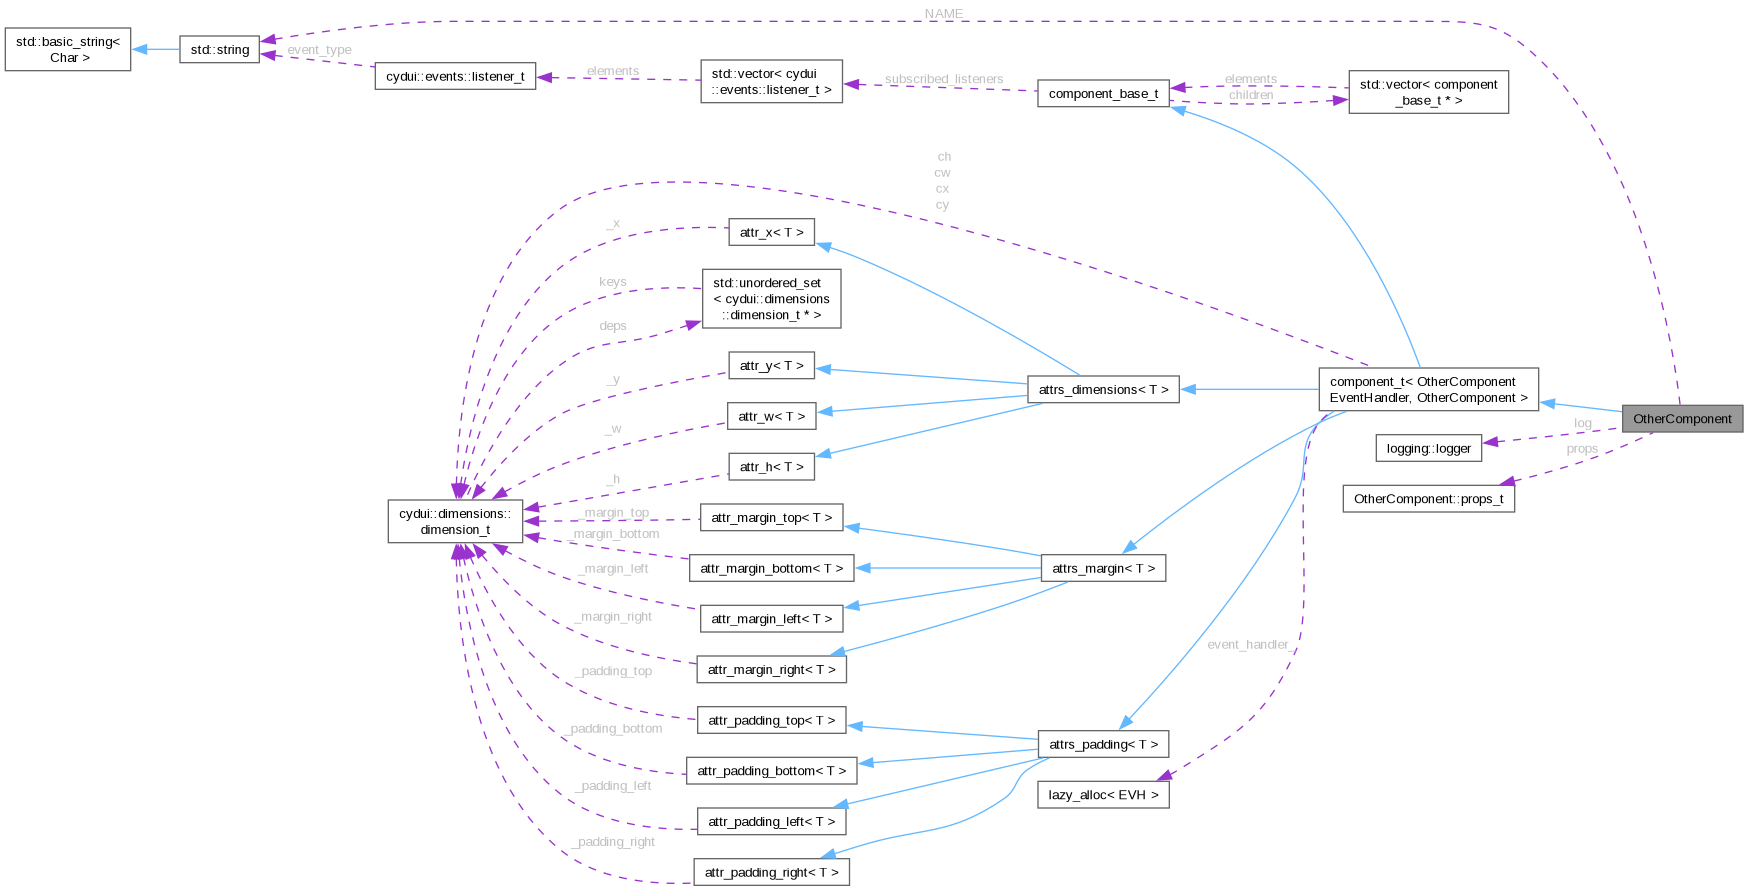 NAME
std::basic_string<
Char >
std::string
event_type
cydui::events::listener_t
elements
std::vector< cydui
::events::listener_t >
subscribed_listeners
component_base_t
elements
children
std::vector< component
_base_t * >
ch
cw
cx
cy
_x
attr_x< T >
keys
std::unordered_set
< cydui::dimensions
::dimension_t * >
deps
attr_y< T >
_y
attr_w< T >
_w
attr_h< T >
_h
attrs_dimensions< T >
component_t< OtherComponent
EventHandler, OtherComponent >
OtherComponent
log
logging::logger
props
OtherComponent::props_t
cydui::dimensions::
dimension_t
_margin_top
attr_margin_top< T >
_margin_bottom
attr_margin_bottom< T >
attrs_margin< T >
_margin_left
attr_margin_left< T >
_margin_right
attr_margin_right< T >
event_handler_
_padding_top
attr_padding_top< T >
_padding_bottom
attr_padding_bottom< T >
attrs_padding< T >
_padding_left
attr_padding_left< T >
lazy_alloc< EVH >
_padding_right
attr_padding_right< T >